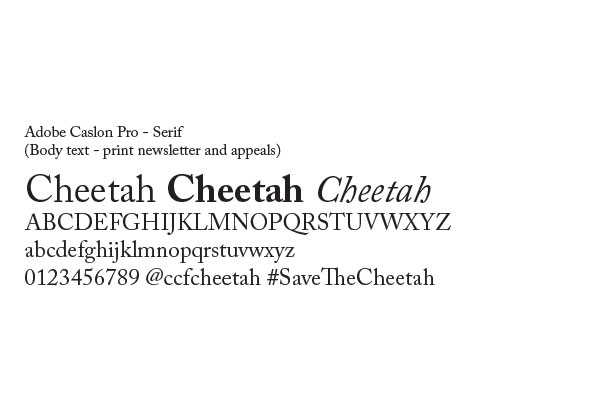 Adobe Caslon Pro - Serif
(Body text - print newsletter and appeals)
Cheetah Cheetah Cheetah
ABCDEFGHIJKLMNOPQRSTUVWXYZ
abcdefghijklmnopqrstuvwxyz
0123456789 @ccfcheetah #SaveTheCheetah